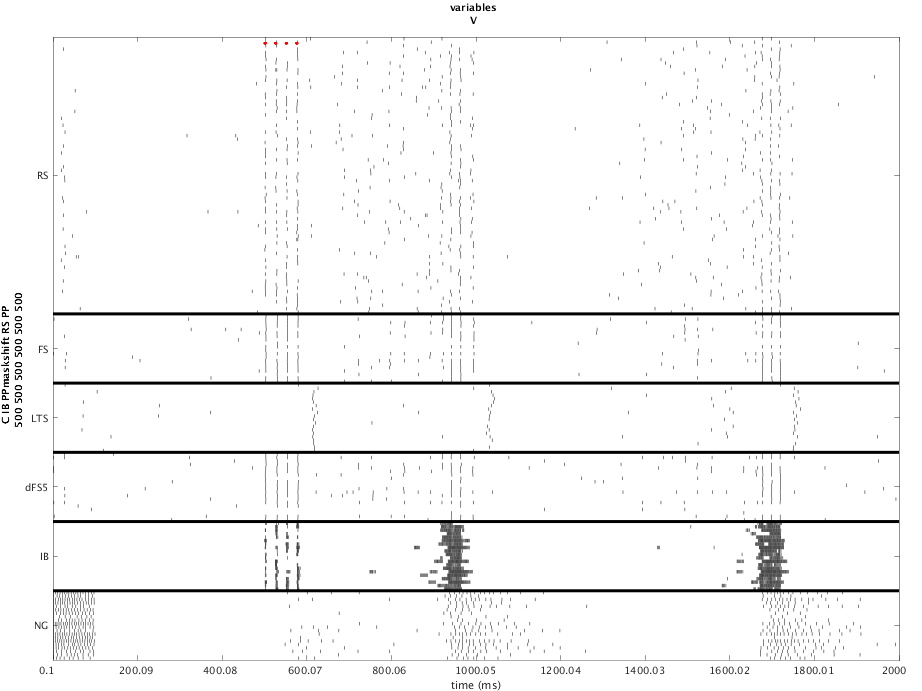 variables
V
RS
FS
LTS
dFS5
IB
NG
C IB PPmaskshift RS PP
500 500 500 500 500 500 500
0.1 200.09 400.08 600.07 800.06 1000.05 1200.04 1400.03 1600.02 1800.01 2000
time (ms)